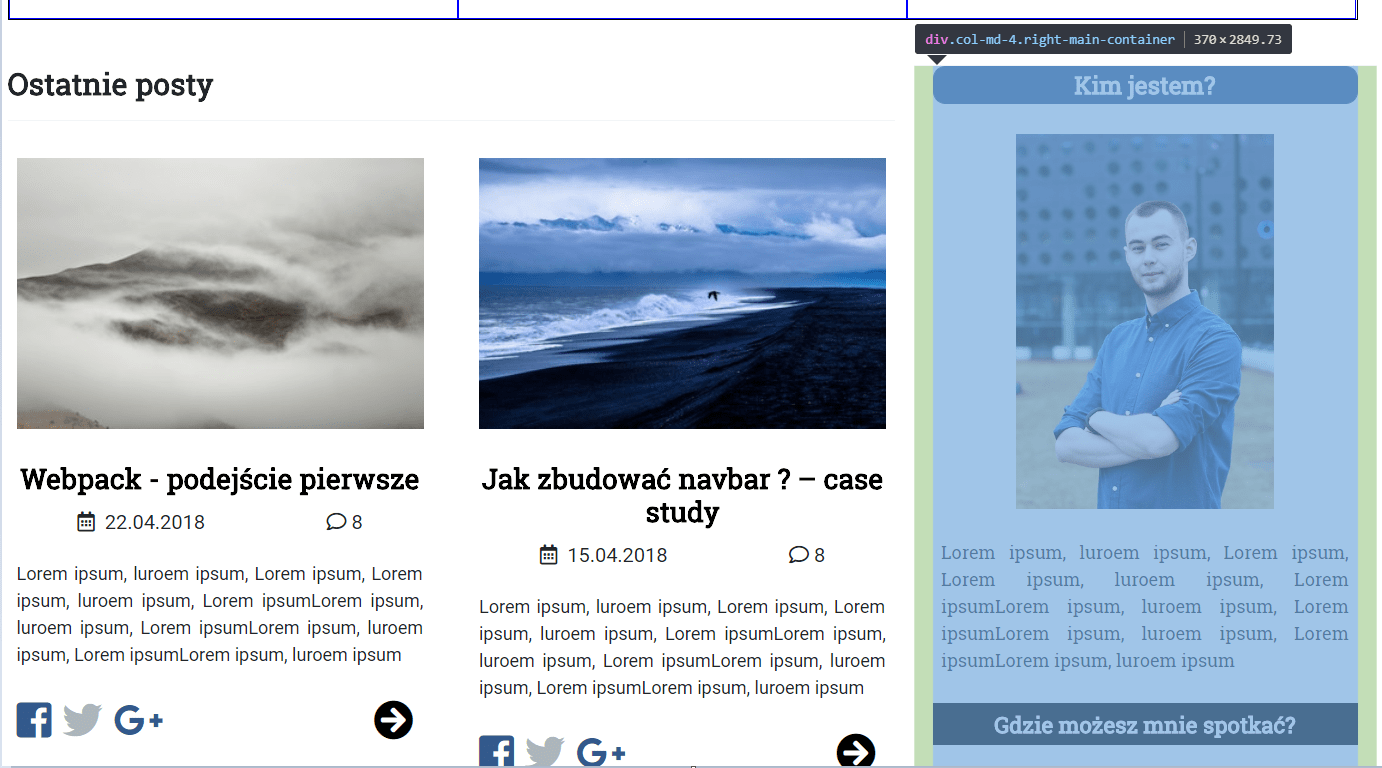 div.col-md-4.right-main-container 370 × 2849.73
Ostatnie posty
Webpack - podejście pierwsze
22.04.2018 8
Lorem ipsum, luroem ipsum, Lorem ipsum, Lorem
ipsum, luroem ipsum, Lorem ipsumLorem ipsum,
luroem ipsum, Lorem ipsumLorem ipsum, luroem
ipsum, Lorem ipsumLorem ipsum, luroem ipsum
G+
Jak zbudować navbar ? – case
study
15.04.2018 8
Lorem ipsum, luroem ipsum, Lorem ipsum, Lorem
ipsum, luroem ipsum, Lorem ipsumLorem ipsum,
luroem ipsum, Lorem ipsumLorem ipsum, luroem
ipsum, Lorem ipsumLorem ipsum, luroem ipsum
G+
Kim jestem?
Lorem ipsum, luroem ipsum, Lorem ipsum,
Lorem ipsum, luroem ipsum, Lorem
ipsumLorem ipsum, luroem ipsum, Lorem
ipsumLorem ipsum, luroem ipsum, Lorem
ipsumLorem ipsum, luroem ipsum
Gdzie możesz mnie spotkać?